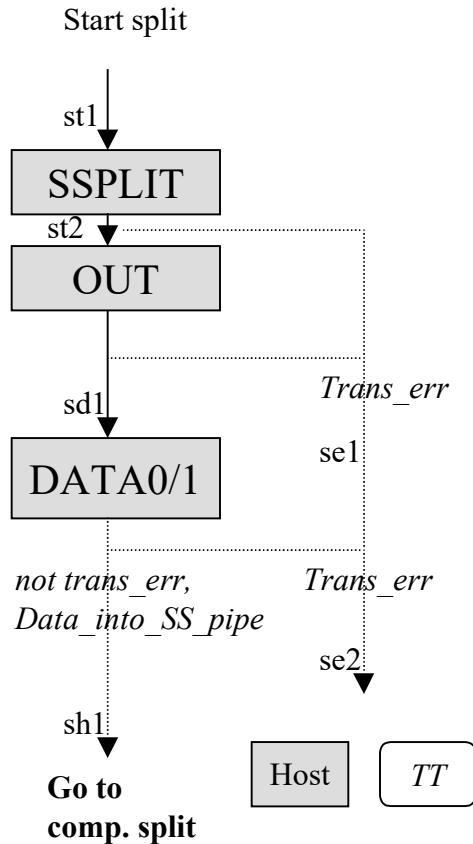 Start split
st1
SSPLIT
st2
OUT
Trans_err
sd1
se1
DATA0/1
not trans_err,
Data_into_SS_pipe
Trans_err
se2
sh1
Go to
comp. split
Host
TT